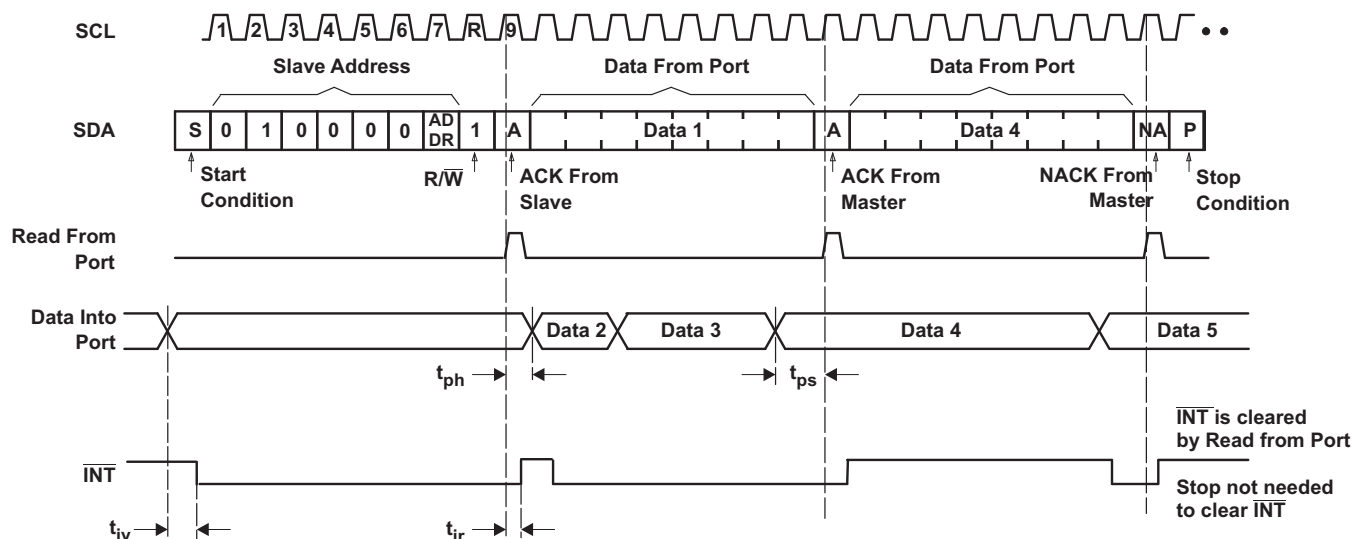 SCL
1 2 3 4 5 6 7 R 9
Slave Address
Data From Port
Data From Port
SDA
S 0 1 0 0 0 0 AD DR 1 A Data 1 A Data 4 NA P
Start
Condition
R/W̅
ACK From
Slave
ACK From
Master
NACK From
Master
Stop
Condition
Read From
Port
Data Into
Port
Data 2
Data 3
Data 4
Data 5
tph
tps
I̅N̅T̅ is cleared
by Read from Port
I̅N̅T̅
Stop not needed
to clear I̅N̅T̅
tiv
tir